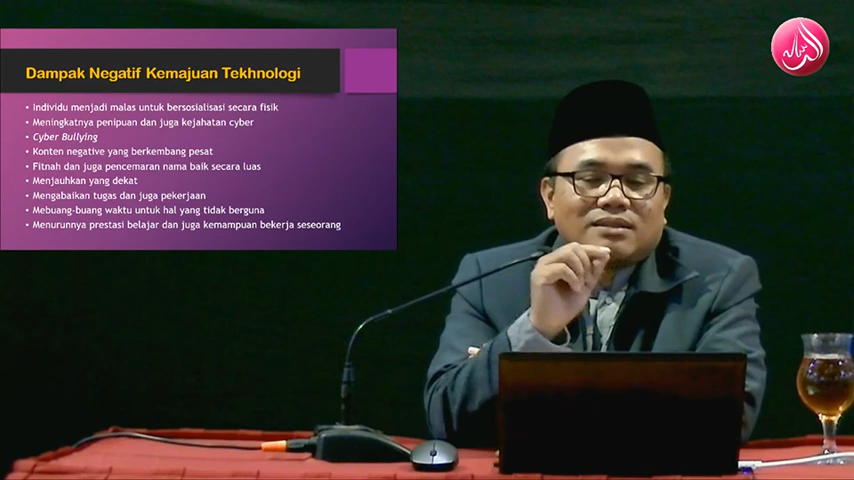 Dampak Negatif Kemajuan Tekhnologi
• Individu menjadi malas untuk bersosialisasi secara fisik
• Meningkatnya penipuan dan juga kejahatan cyber
• Cyber Bullying
• Konten negative yang berkembang pesat
• Fitnah dan juga pencemaran nama baik secara luas
• Menjauhkan yang dekat
• Mengabaikan tugas dan juga pekerjaan
• Mebuang-buang waktu untuk hal yang tidak berguna
• Menurunnya prestasi belajar dan juga kemampuan bekerja seseorang